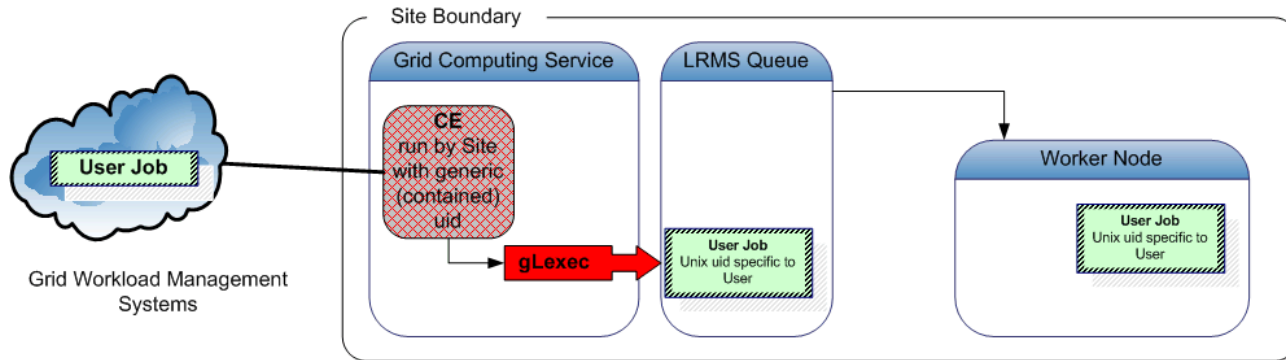 Site Boundary
Grid Computing Service
LRMS Queue
CE
run by Site
with generic
(contained)
uid
User Job
Worker Node
gLexec
User Job
Unix uid specific to
User
User Job
Unix uid specific to
User
Grid Workload Management
Systems